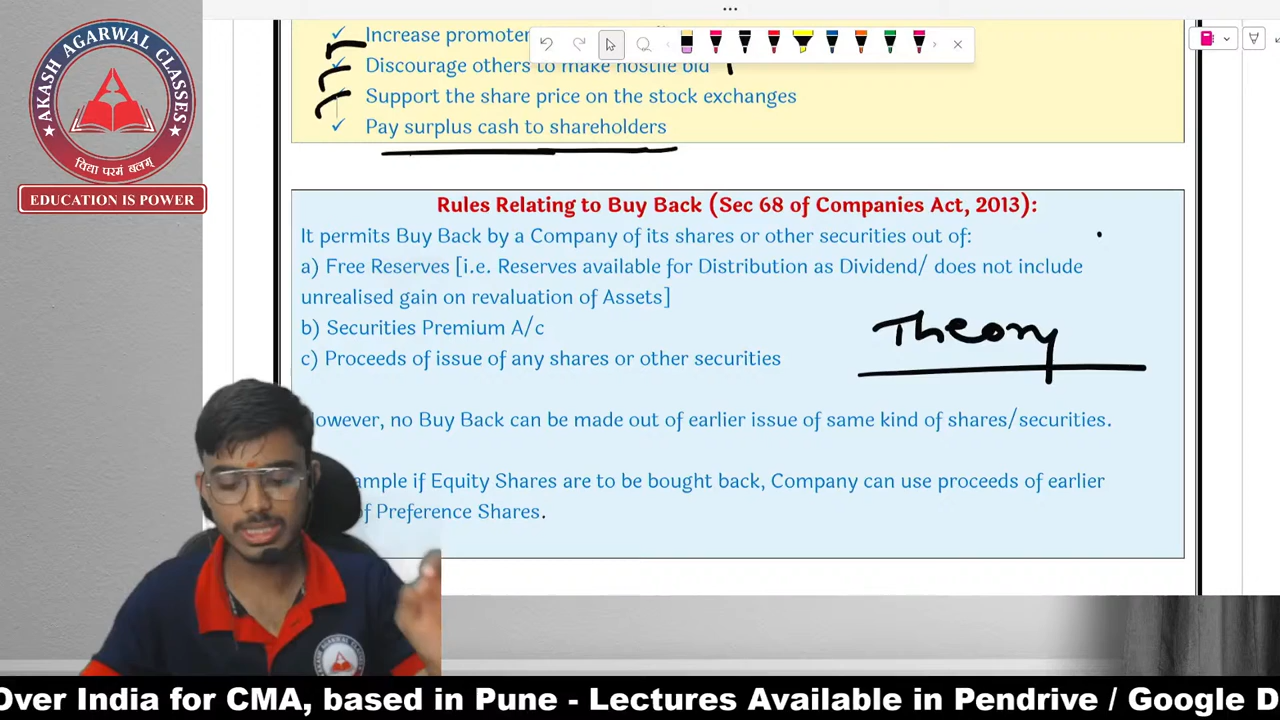 AKASH AGARWAL CLASSES
विद्या परमं बलम्
EDUCATION IS POWER
✓ Increase promoter
✓ Discourage others to make hostile bid
✓ Support the share price on the stock exchanges
✓ Pay surplus cash to shareholders
Rules Relating to Buy Back (Sec 68 of Companies Act, 2013):
It permits Buy Back by a Company of its shares or other securities out of:
a) Free Reserves [i.e. Reserves available for Distribution as Dividend/ does not include
unrealised gain on revaluation of Assets]
b) Securities Premium A/c
c) Proceeds of issue of any shares or other securities
Theory
owever, no Buy Back can be made out of earlier issue of same kind of shares/securities.
ample if Equity Shares are to be bought back, Company can use proceeds of earlier
of Preference Shares.
Over India for CMA, based in Pune - Lectures Available in Pendrive / Google D